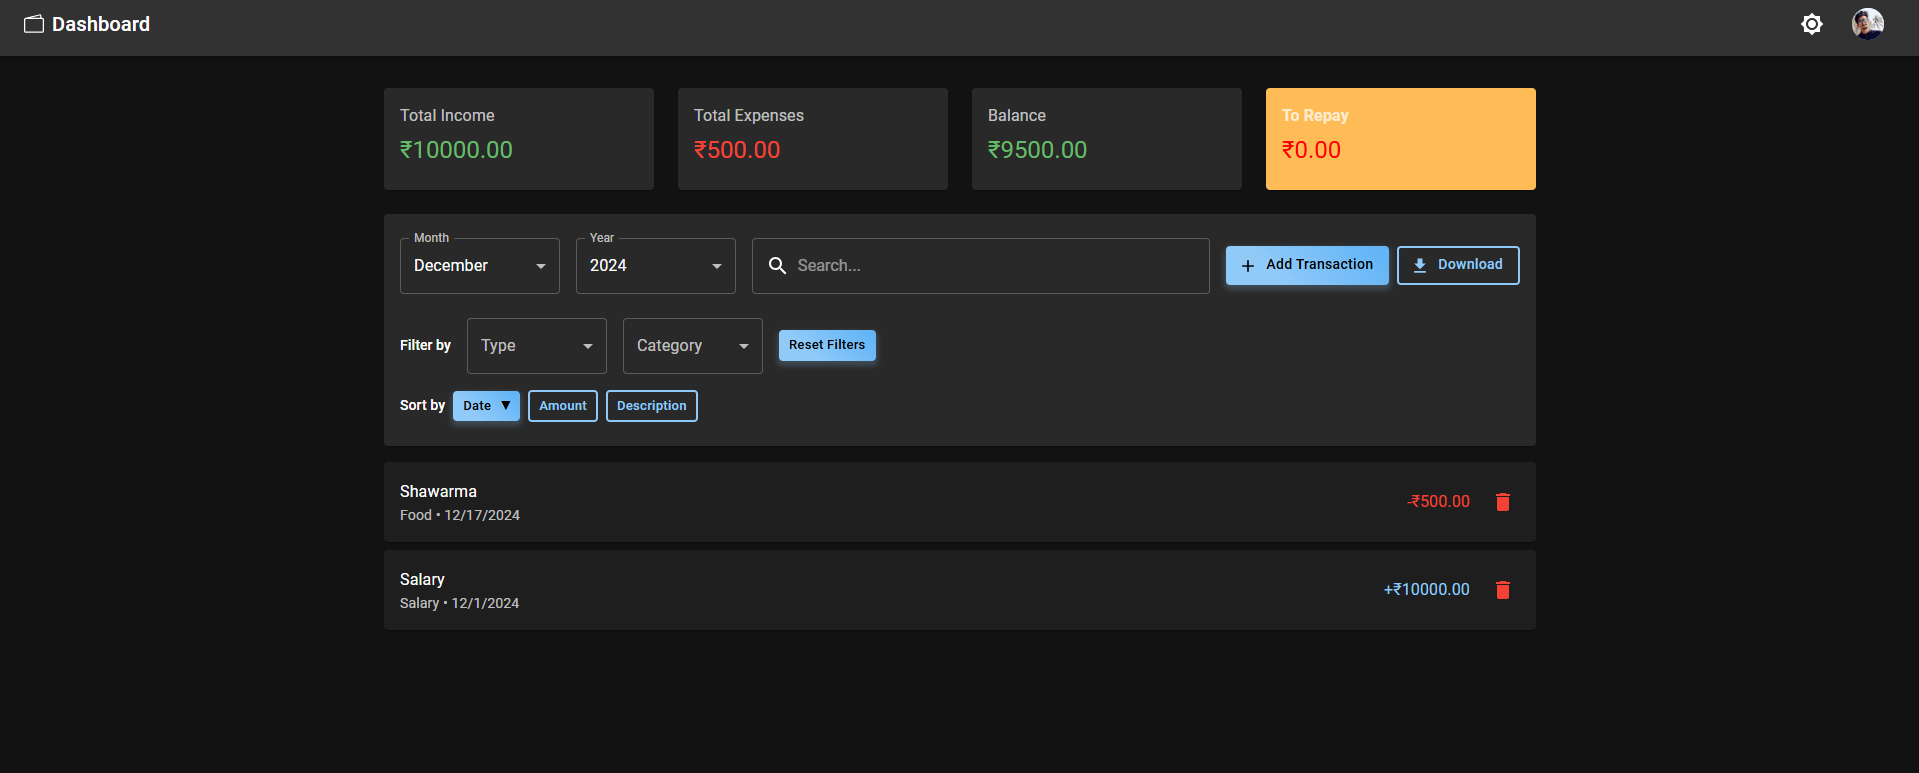 Dashboard
Total Income
₹10000.00
Total Expenses
₹500.00
Balance
₹9500.00
To Repay
₹0.00
Month
December
Year
2024
Search...
Add Transaction
Download
Filter by
Type
Category
Reset Filters
Sort by
Date ▼
Amount
Description
Shawarma
Food • 12/17/2024
-₹500.00
Salary
Salary • 12/1/2024
+₹10000.00